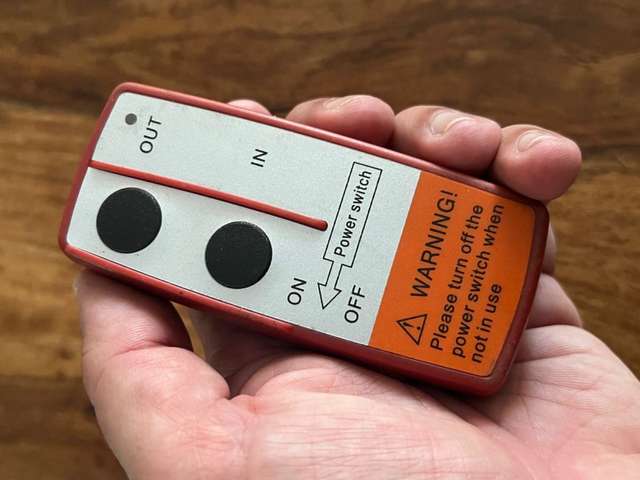 OUT
IN
Power switch
ON
OFF
WARNING!
Please turn off the
power switch when
not in use